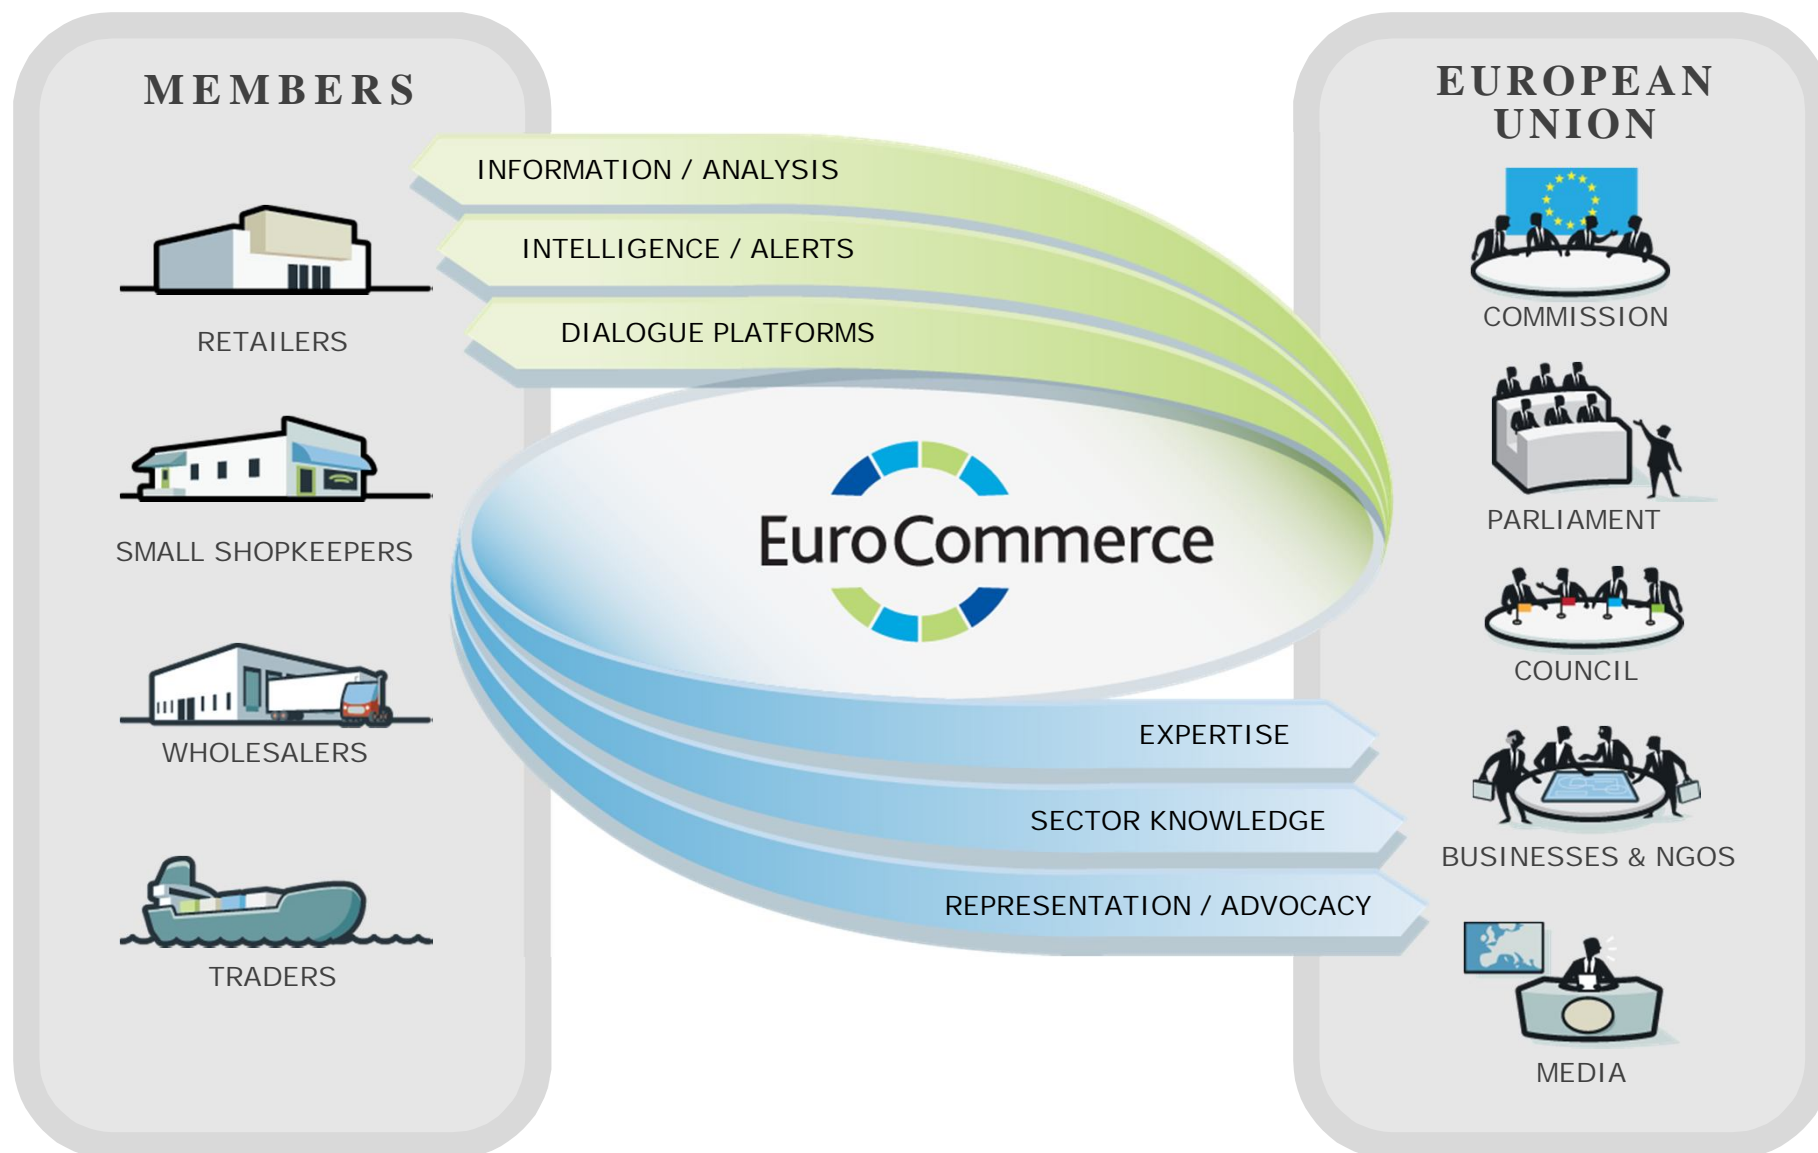 MEMBERS
RETAILERS
SMALL SHOPKEEPERS
WHOLESALERS
TRADERS
INFORMATION / ANALYSIS
INTELLIGENCE / ALERTS
DIALOGUE PLATFORMS
EuroCommerce
EXPERTISE
SECTOR KNOWLEDGE
REPRESENTATION / ADVOCACY
EUROPEAN
UNION
COMMISSION
PARLIAMENT
COUNCIL
BUSINESSES & NGOS
MEDIA